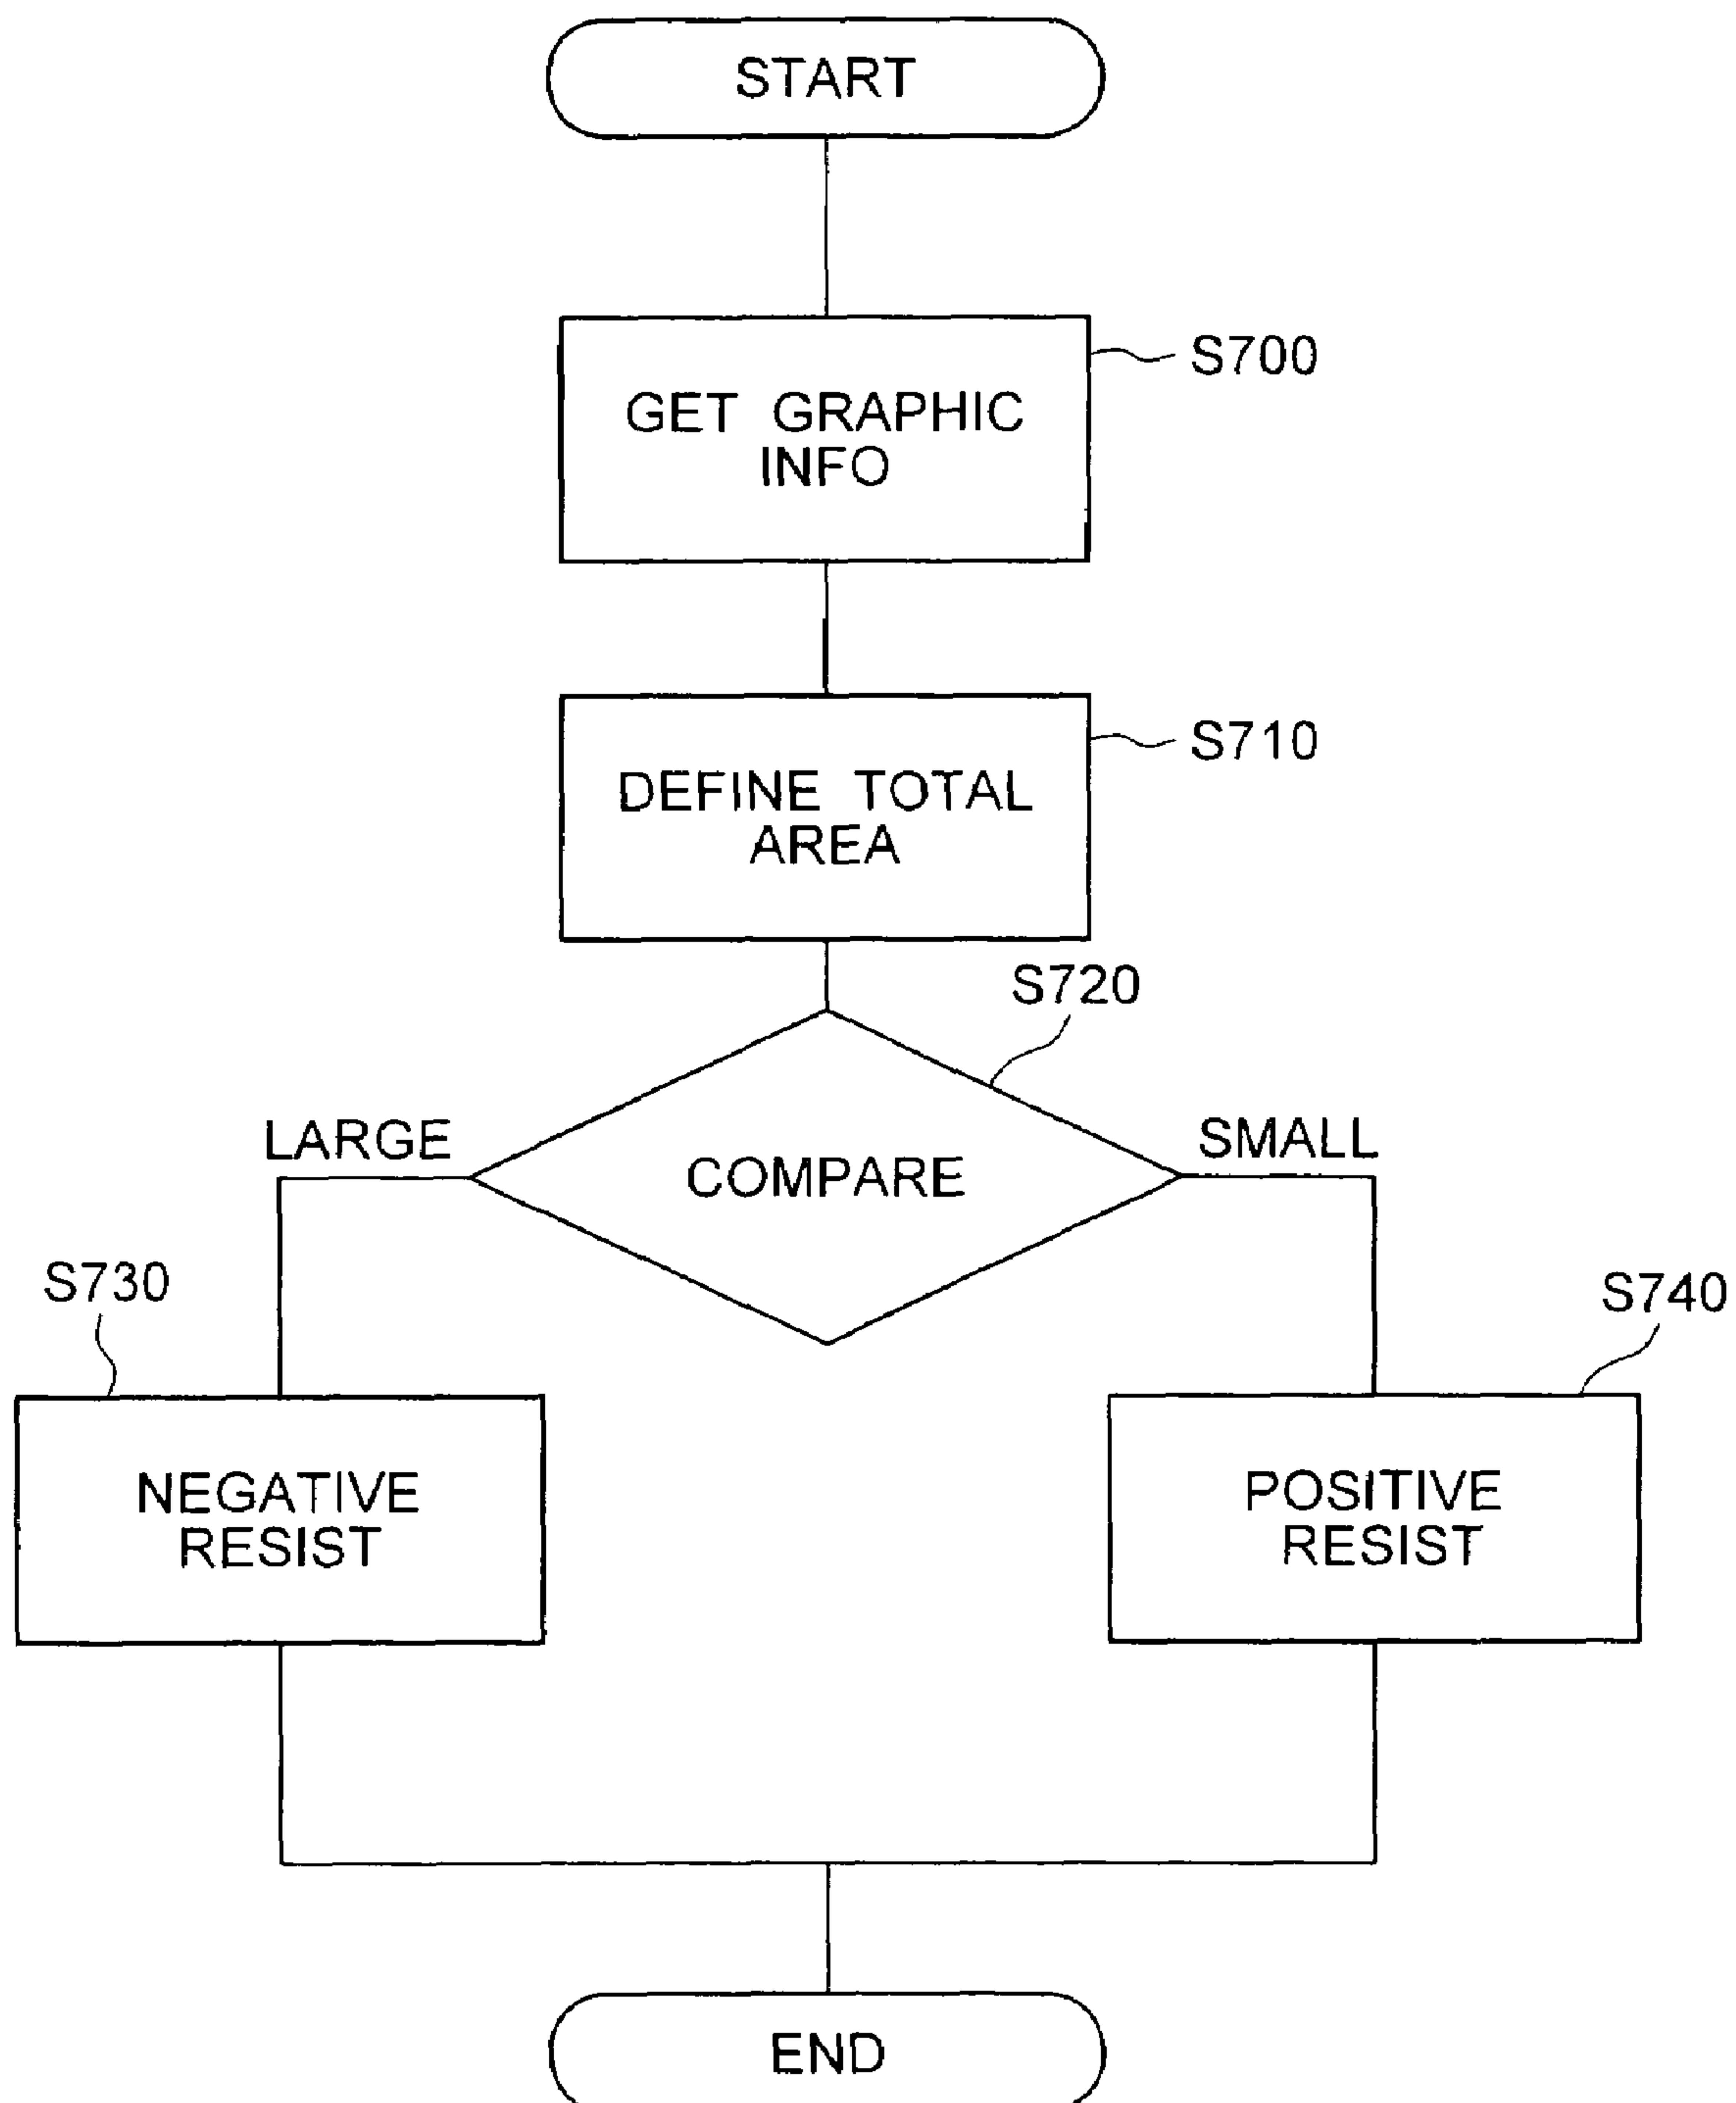 START
S700
GET GRAPHIC
INFO
S710
DEFINE TOTAL
AREA
S720
LARGE
SMALL
COMPARE
S730
S740
NEGATIVE
RESIST
POSITIVE
RESIST
END